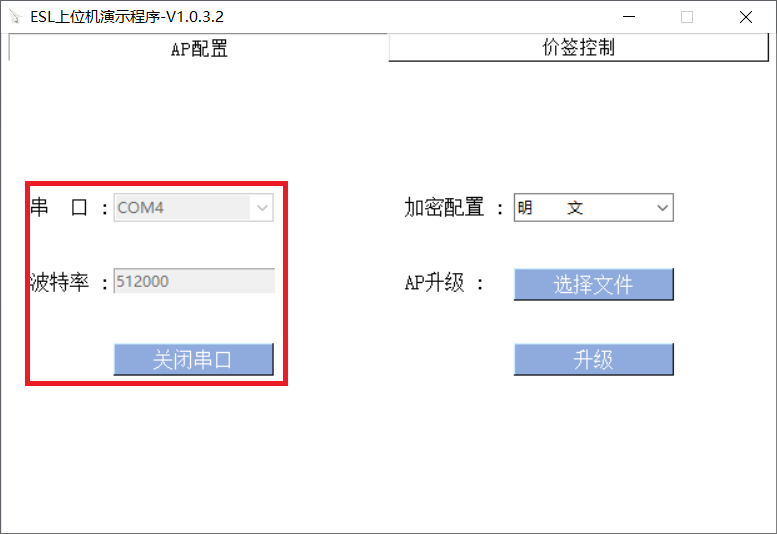 ESL上位机演示程序-V1.0.3.2
AP配置 价签控制
串 口 : COM4 加密配置 : 明 文
波特率 : 512000 AP升级 : 选择文件
关闭串口 升级